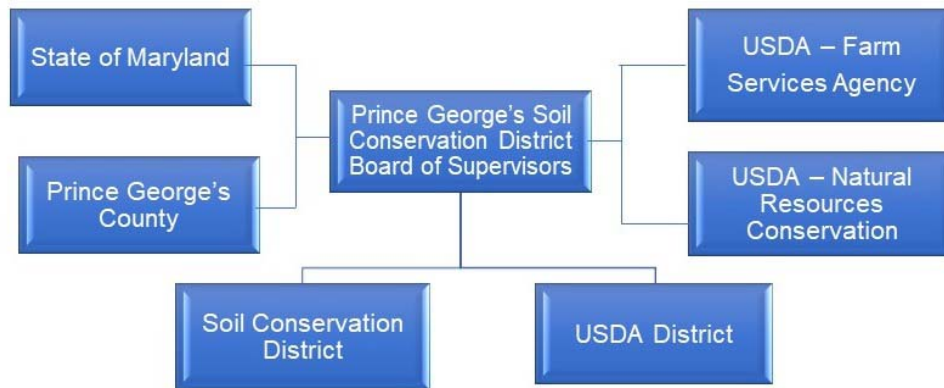 State of Maryland
Prince George's
County
Prince George's Soil
Conservation District
Board of Supervisors
USDA – Farm
Services Agency
USDA – Natural
Resources
Conservation
Soil Conservation
District
USDA District